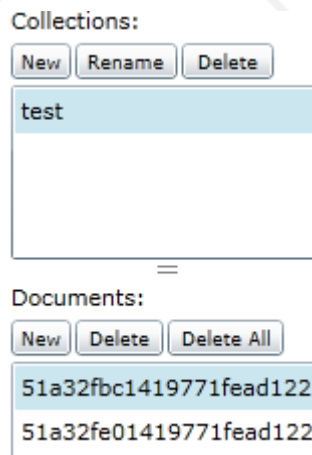 Collections:
New Rename Delete
test
Documents:
New Delete Delete All
51a32fbc1419771fead122
51a32fe01419771fead122